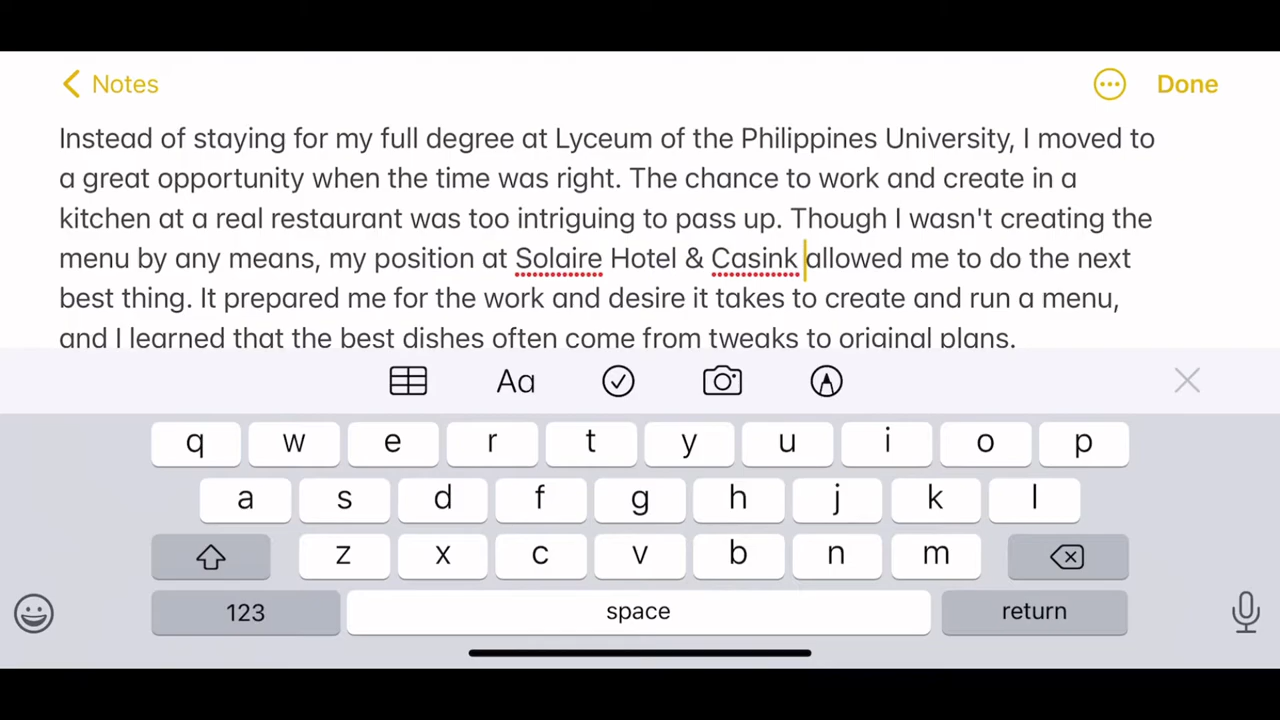 Notes
Done
Instead of staying for my full degree at Lyceum of the Philippines University, I moved to
a great opportunity when the time was right. The chance to work and create in a
kitchen at a real restaurant was too intriguing to pass up. Though I wasn't creating the
menu by any means, my position at Solaire Hotel & Casink allowed me to do the next
best thing. It prepared me for the work and desire it takes to create and run a menu,
and I learned that the best dishes often come from tweaks to original plans.
Aa
q w e r t y u i o p
a s d f g h j k l
z x c v b n m
123 space return